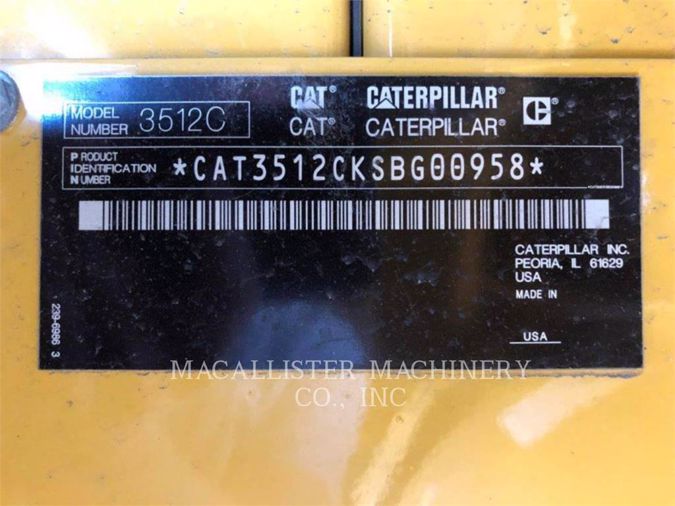 MODEL NUMBER 3512C
CAT® CATERPILLAR® C®
CAT® CATERPILLAR®
PRODUCT IDENTIFICATION NUMBER *CAT3512CKSBG00958*
CATERPILLAR INC.
PEORIA, IL 61629
USA
MADE IN
USA
239-6986 3
MACALLISTER MACHINERY
CO., INC